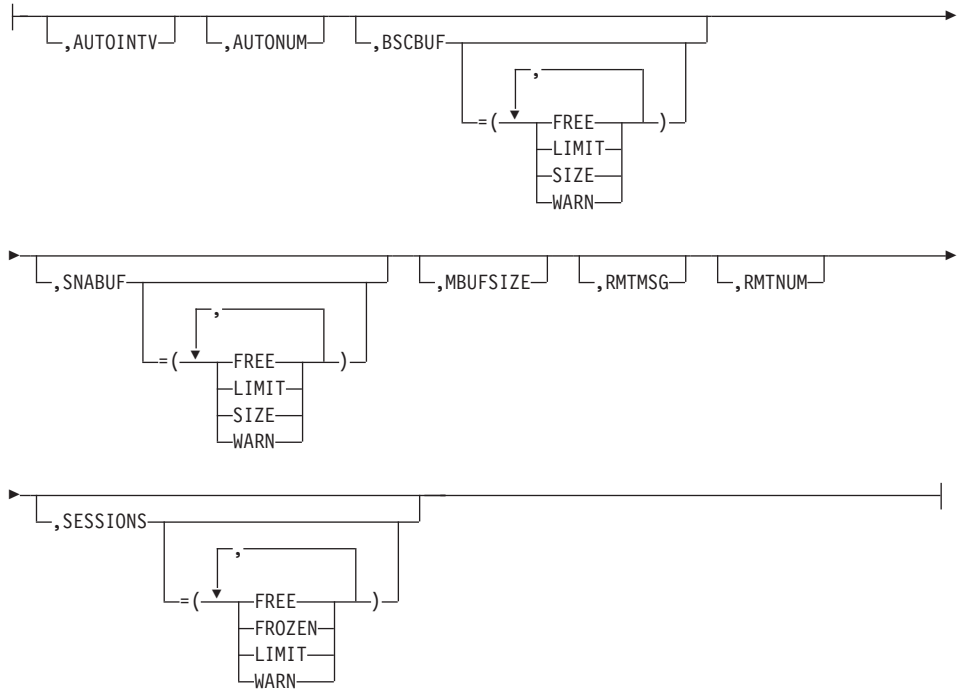 ,AUTOINTV ,AUTONUM ,BSCBUF
,
=( FREE )
LIMIT
SIZE
WARN
,SNABUF ,MBUFSIZE ,RMTMSG ,RMTNUM
,
=( FREE )
LIMIT
SIZE
WARN
,SESSIONS
,
=( FREE )
FROZEN
LIMIT
WARN